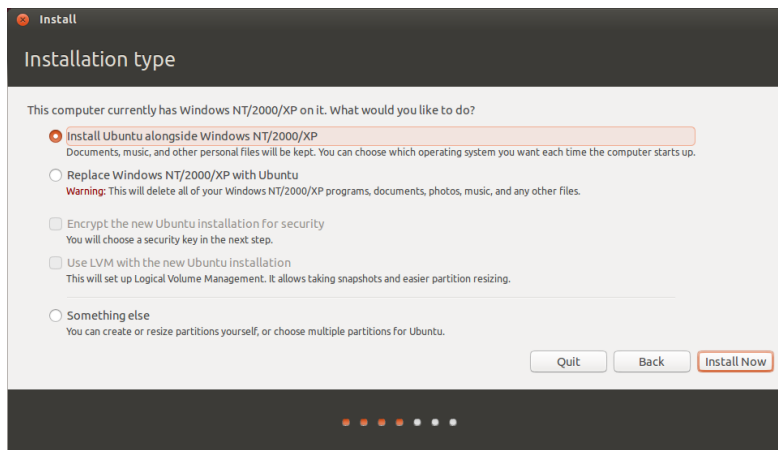 Install
Installation type
This computer currently has Windows NT/2000/XP on it. What would you like to do?
Install Ubuntu alongside Windows NT/2000/XP
Documents, music, and other personal files will be kept. You can choose which operating system you want each time the computer starts up.
Replace Windows NT/2000/XP with Ubuntu
Warning: This will delete all of your Windows NT/2000/XP programs, documents, photos, music, and any other files.
Encrypt the new Ubuntu installation for security
You will choose a security key in the next step.
Use LVM with the new Ubuntu installation
This will set up Logical Volume Management. It allows taking snapshots and easier partition resizing.
Something else
You can create or resize partitions yourself, or choose multiple partitions for Ubuntu.
Quit Back Install Now